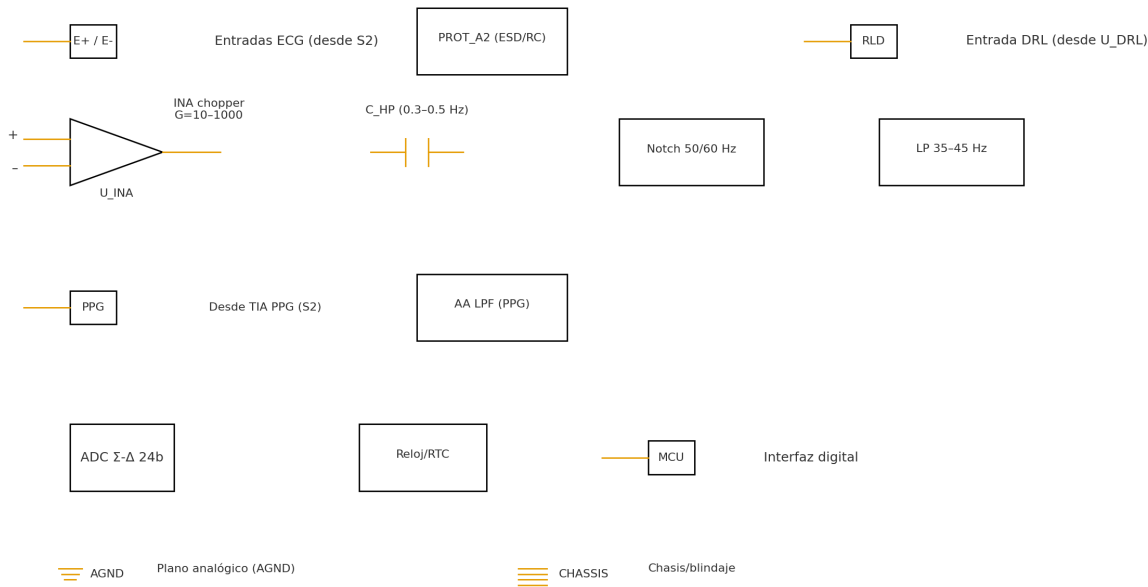 E+ / E-
Entradas ECG (desde S2)
PROT_A2 (ESD/RC)
RLD
Entrada DRL (desde U_DRL)
INA chopper
G=10–1000
C_HP (0.3–0.5 Hz)
+
–
Notch 50/60 Hz
LP 35–45 Hz
U_INA
PPG
Desde TIA PPG (S2)
AA LPF (PPG)
ADC Σ-Δ 24b
Reloj/RTC
MCU
Interfaz digital
AGND
Plano analógico (AGND)
CHASSIS
Chasis/blindaje